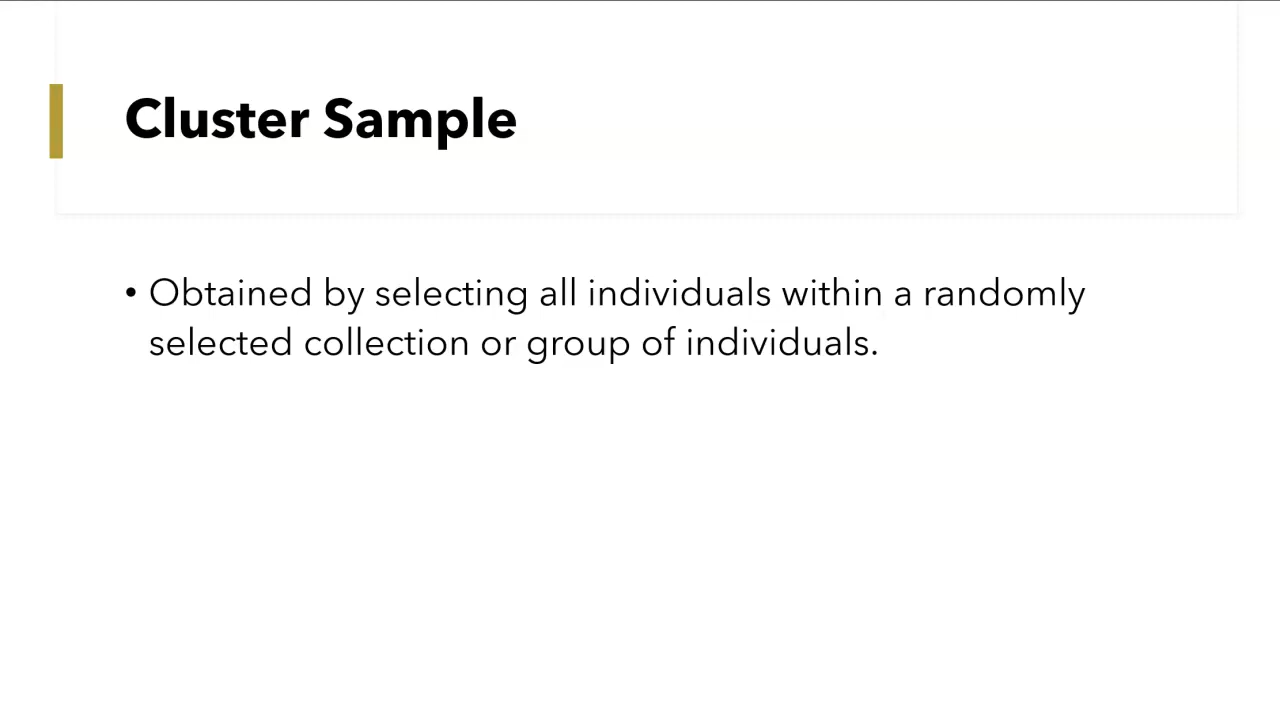 Cluster Sample
• Obtained by selecting all individuals within a randomly
selected collection or group of individuals.